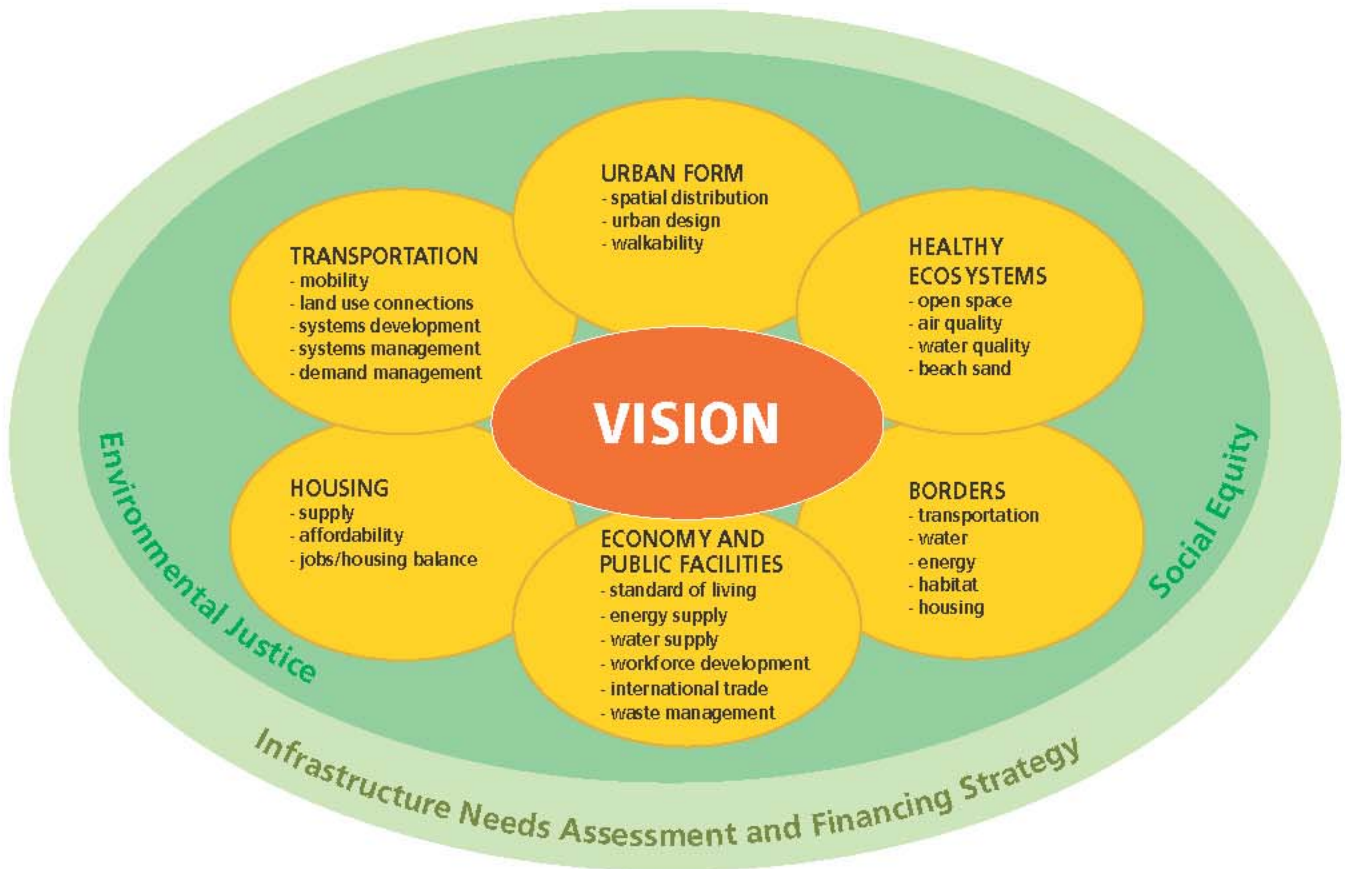 URBAN FORM
- spatial distribution
- urban design
- walkability
TRANSPORTATION
- mobility
- land use connections
- systems development
- systems management
- demand management
HEALTHY
ECOSYSTEMS
- open space
- air quality
- water quality
- beach sand
VISION
HOUSING
- supply
- affordability
- jobs/housing balance
ECONOMY AND
PUBLIC FACILITIES
- standard of living
- energy supply
- water supply
- workforce development
- international trade
- waste management
BORDERS
- transportation
- water
- energy
- habitat
- housing
Environmental Justice
Social Equity
Infrastructure Needs Assessment and Financing Strategy